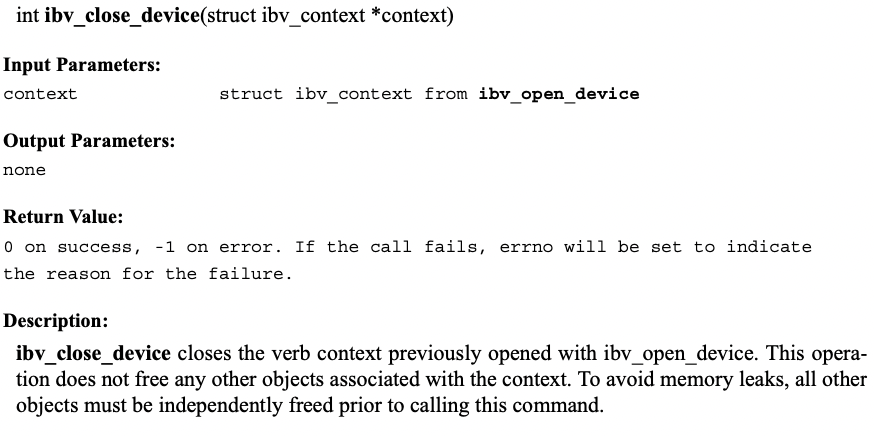 int ibv_close_device(struct ibv_context *context)
Input Parameters:
context struct ibv_context from ibv_open_device
Output Parameters:
none
Return Value:
0 on success, -1 on error. If the call fails, errno will be set to indicate
the reason for the failure.
Description:
ibv_close_device closes the verb context previously opened with ibv_open_device. This opera-
tion does not free any other objects associated with the context. To avoid memory leaks, all other
objects must be independently freed prior to calling this command.